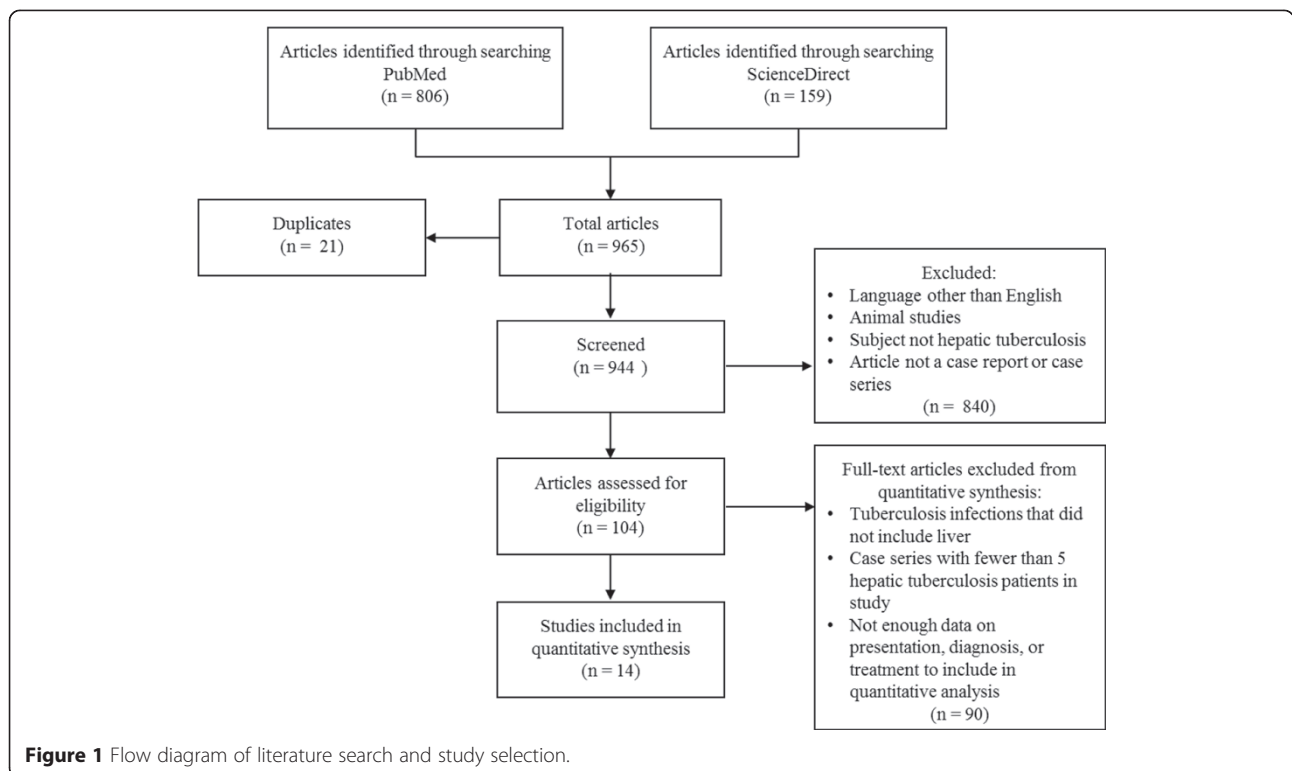 Articles identified through searching
PubMed
(n = 806)
Articles identified through searching
ScienceDirect
(n = 159)
Duplicates
(n = 21)
Total articles
(n = 965)
Screened
(n = 944 )
Excluded:
• Language other than English
• Animal studies
• Subject not hepatic tuberculosis
• Article not a case report or case
series
(n = 840)
Articles assessed for
eligibility
(n = 104)
Full-text articles excluded from
quantitative synthesis:
• Tuberculosis infections that did
not include liver
• Case series with fewer than 5
hepatic tuberculosis patients in
study
• Not enough data on
presentation, diagnosis, or
treatment to include in
quantitative analysis
(n = 90)
Studies included in
quantitative synthesis
(n = 14)
Figure 1 Flow diagram of literature search and study selection.